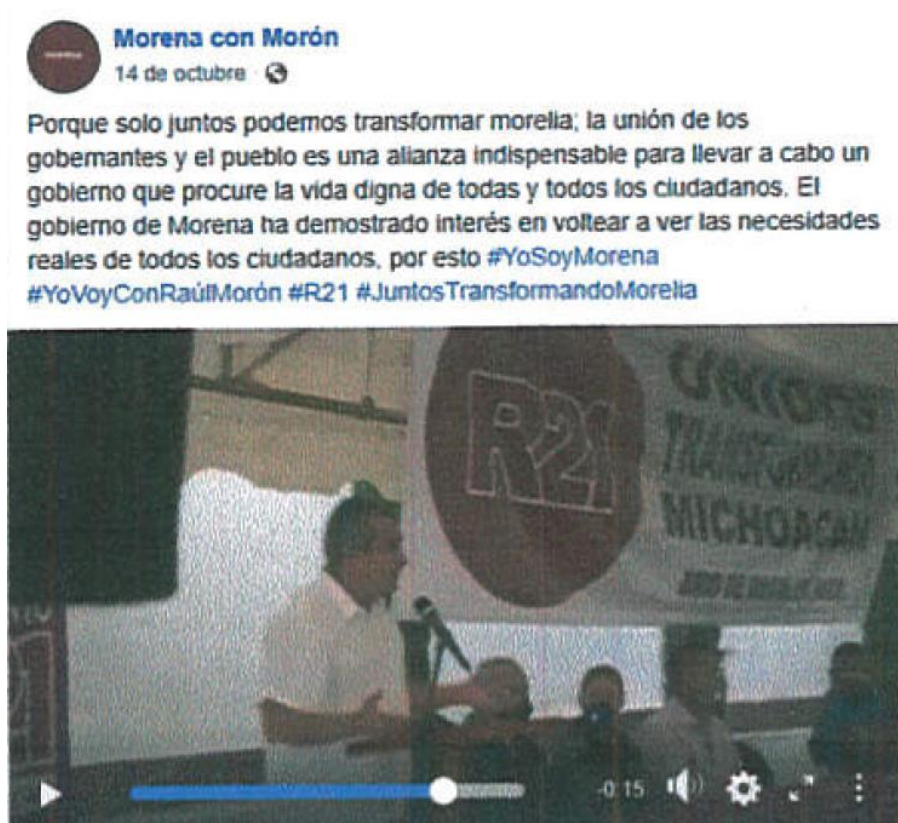 Morena con Morón
14 de octubre
Porque solo juntos podemos transformar morelia; la unión de los
gobernantes y el pueblo es una alianza indispensable para llevar a cabo un
gobierno que procure la vida digna de todas y todos los ciudadanos. El
gobierno de Morena ha demostrado interés en voltear a ver las necesidades
reales de todos los ciudadanos, por esto #YoSoyMorena
#YoVoyConRaúlMorón #R21 #JuntosTransformandoMorelia
R21
UNIDOS
TRANSFORMANDO
MICHOACÁN
-0:15